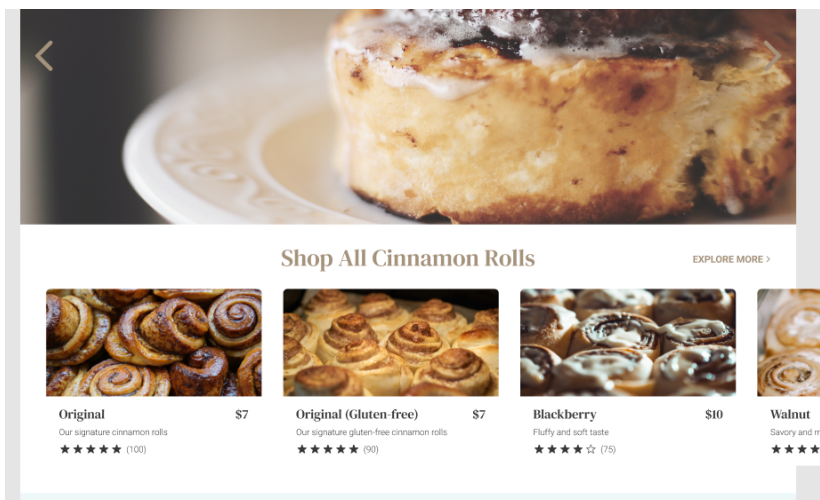 Shop All Cinnamon Rolls
EXPLORE MORE >
Original $7
Our signature cinnamon rolls
(100)
Original (Gluten-free) $7
Our signature gluten-free cinnamon rolls
(90)
Blackberry $10
Fluffy and soft taste
(75)
Walnut
Savory and